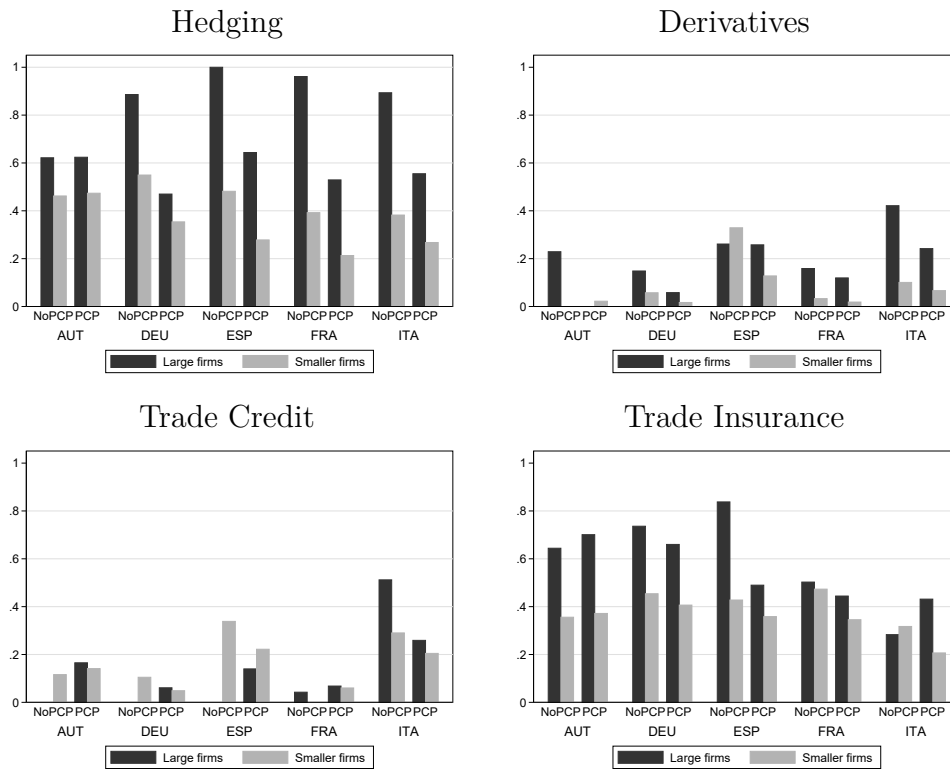 Hedging
1
.8
.6
.4
.2
0
NoPCP PCP NoPCP PCP NoPCP PCP NoPCP PCP NoPCP PCP
AUT DEU ESP FRA ITA
Large firms Smaller firms
Derivatives
1
.8
.6
.4
.2
0
NoPCP PCP NoPCP PCP NoPCP PCP NoPCP PCP NoPCP PCP
AUT DEU ESP FRA ITA
Large firms Smaller firms
Trade Credit
1
.8
.6
.4
.2
0
NoPCP PCP NoPCP PCP NoPCP PCP NoPCP PCP NoPCP PCP
AUT DEU ESP FRA ITA
Large firms Smaller firms
Trade Insurance
1
.8
.6
.4
.2
0
NoPCP PCP NoPCP PCP NoPCP PCP NoPCP PCP NoPCP PCP
AUT DEU ESP FRA ITA
Large firms Smaller firms